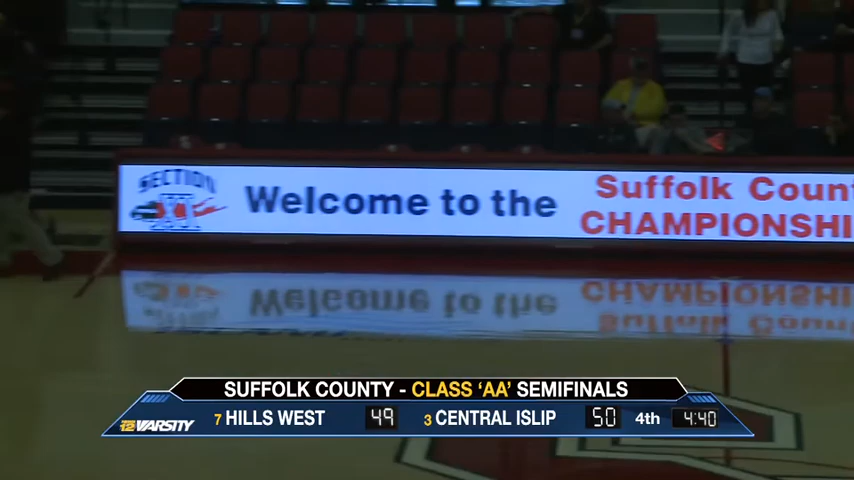 SECTION
XI
Welcome to the
Suffolk Coun
CHAMPIONSHI
SUFFOLK COUNTY - CLASS 'AA' SEMIFINALS
12 VARSITY 7 HILLS WEST 49 3 CENTRAL ISLIP 50 4th 4:40